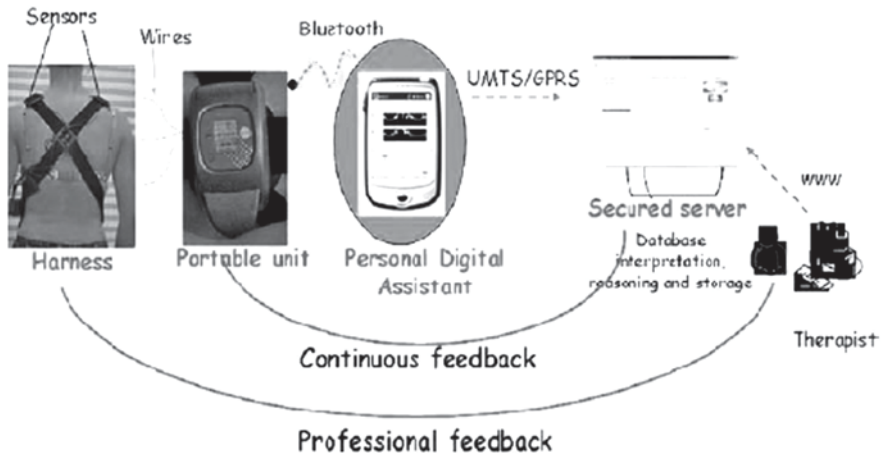 Sensors
Wires
Bluetooth
UMTS/GPRS
WWW
Harness
Portable unit
Personal Digital
Assistant
Secured server
Database
interpretation,
reasoning and storage
Therapist
Continuous feedback
Professional feedback